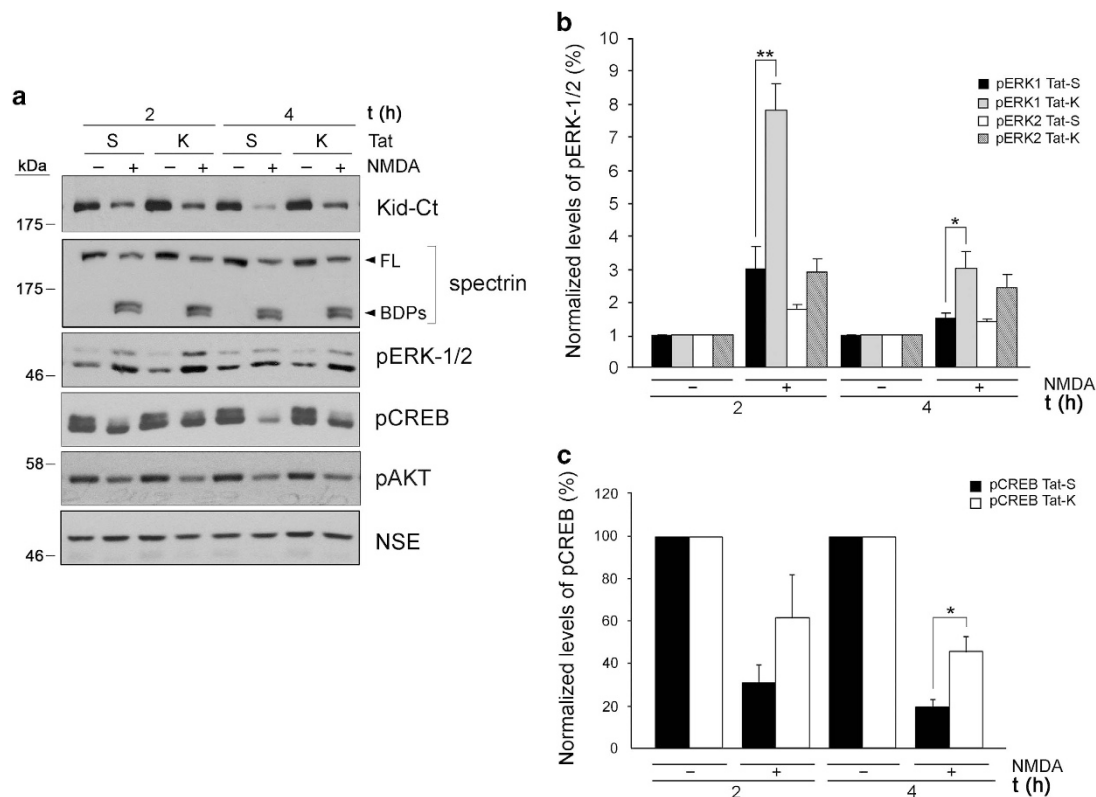 a
2 4 t (h)
S K S K Tat
– + – + – + – + NMDA
kDa
Kid-Ct
175
FL
175
spectrin
BDPs
pERK-1/2
46
pCREB
58
pAKT
NSE
46
b
Normalized levels of pERK-1/2 (%)
10
9
8
7
6
5
4
3
2
1
0
**
*
pERK1 Tat-S
pERK1 Tat-K
pERK2 Tat-S
pERK2 Tat-K
– + – + NMDA
2 4 t (h)
c
Normalized levels of pCREB (%)
120
100
80
60
40
20
0
*
pCREB Tat-S
pCREB Tat-K
– + – + NMDA
2 4 t (h)